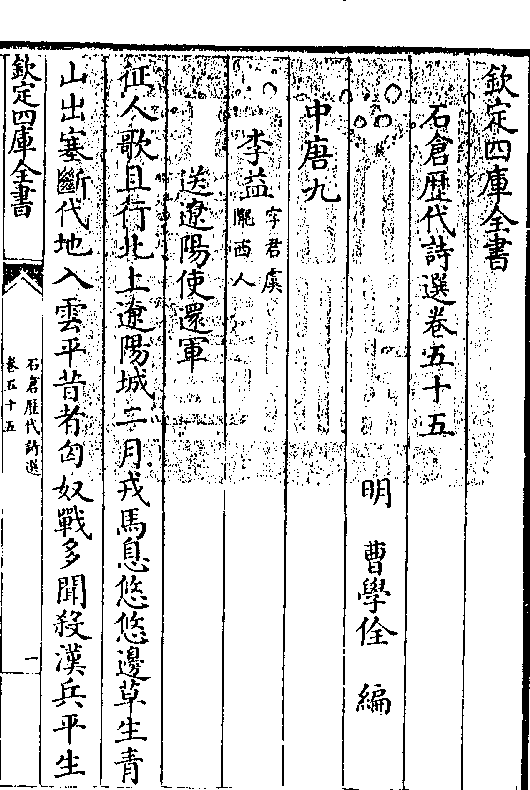 欽定四庫全書
石倉歴代詩選卷五十五
明 曹學佺 編
中唐九
李益字君虞隴西人
送遼陽使還軍
征人歌且行北上遼陽城二月戎馬息悠悠邊草生青
山出塞斷代地入雲平昔者匈奴戰多聞殺漢兵平生
欽定四庫全書
石倉歴代詩選
卷五十五
一